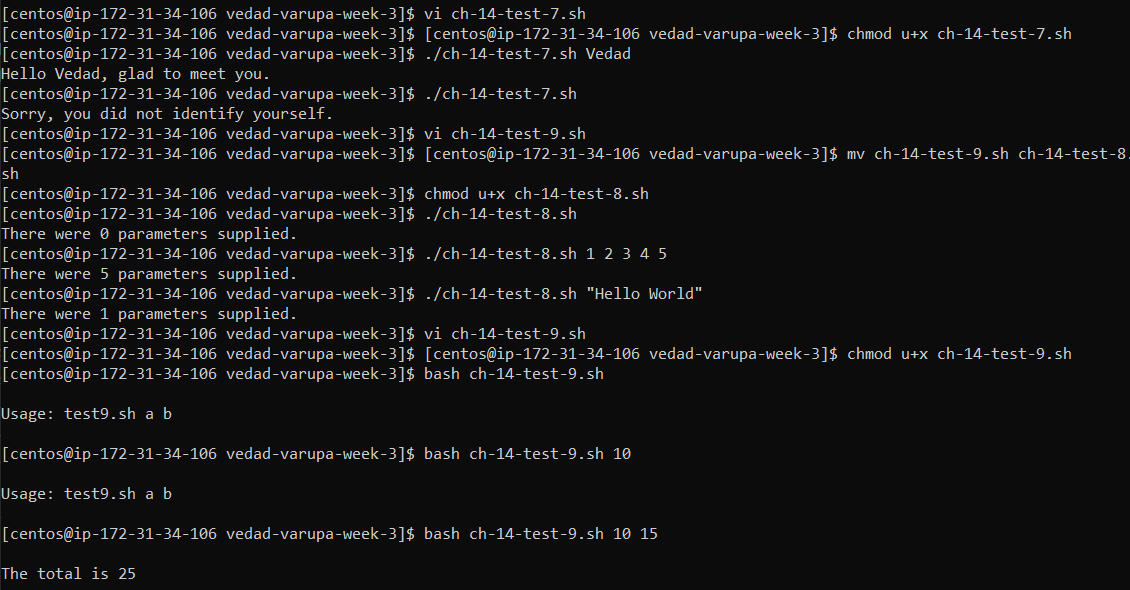 [centos@ip-172-31-34-106 vedad-varupa-week-3]$ vi ch-14-test-7.sh
[centos@ip-172-31-34-106 vedad-varupa-week-3]$ [centos@ip-172-31-34-106 vedad-varupa-week-3]$ chmod u+x ch-14-test-7.sh
[centos@ip-172-31-34-106 vedad-varupa-week-3]$ ./ch-14-test-7.sh Vedad
Hello Vedad, glad to meet you.
[centos@ip-172-31-34-106 vedad-varupa-week-3]$ ./ch-14-test-7.sh
Sorry, you did not identify yourself.
[centos@ip-172-31-34-106 vedad-varupa-week-3]$ vi ch-14-test-9.sh
[centos@ip-172-31-34-106 vedad-varupa-week-3]$ [centos@ip-172-31-34-106 vedad-varupa-week-3]$ mv ch-14-test-9.sh ch-14-test-8.
sh
[centos@ip-172-31-34-106 vedad-varupa-week-3]$ chmod u+x ch-14-test-8.sh
[centos@ip-172-31-34-106 vedad-varupa-week-3]$ ./ch-14-test-8.sh
There were 0 parameters supplied.
[centos@ip-172-31-34-106 vedad-varupa-week-3]$ ./ch-14-test-8.sh 1 2 3 4 5
There were 5 parameters supplied.
[centos@ip-172-31-34-106 vedad-varupa-week-3]$ ./ch-14-test-8.sh "Hello World"
There were 1 parameters supplied.
[centos@ip-172-31-34-106 vedad-varupa-week-3]$ vi ch-14-test-9.sh
[centos@ip-172-31-34-106 vedad-varupa-week-3]$ [centos@ip-172-31-34-106 vedad-varupa-week-3]$ chmod u+x ch-14-test-9.sh
[centos@ip-172-31-34-106 vedad-varupa-week-3]$ bash ch-14-test-9.sh
Usage: test9.sh a b
[centos@ip-172-31-34-106 vedad-varupa-week-3]$ bash ch-14-test-9.sh 10
Usage: test9.sh a b
[centos@ip-172-31-34-106 vedad-varupa-week-3]$ bash ch-14-test-9.sh 10 15
The total is 25